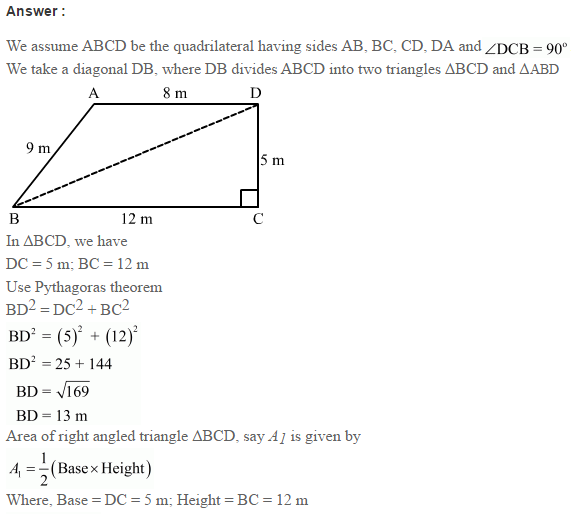 Answer :
We assume ABCD be the quadrilateral having sides AB, BC, CD, DA and ∠DCB = 90°
We take a diagonal DB, where DB divides ABCD into two triangles ΔBCD and ΔABD
A 8 m D
9 m
5 m
B 12 m C
In ΔBCD, we have
DC = 5 m; BC = 12 m
Use Pythagoras theorem
BD² = DC² + BC²
BD² = (5)² + (12)²
BD² = 25 + 144
BD = √169
BD = 13 m
Area of right angled triangle ΔBCD, say A₁ is given by
A₁ = 1/2 (Base × Height)
Where, Base = DC = 5 m; Height = BC = 12 m